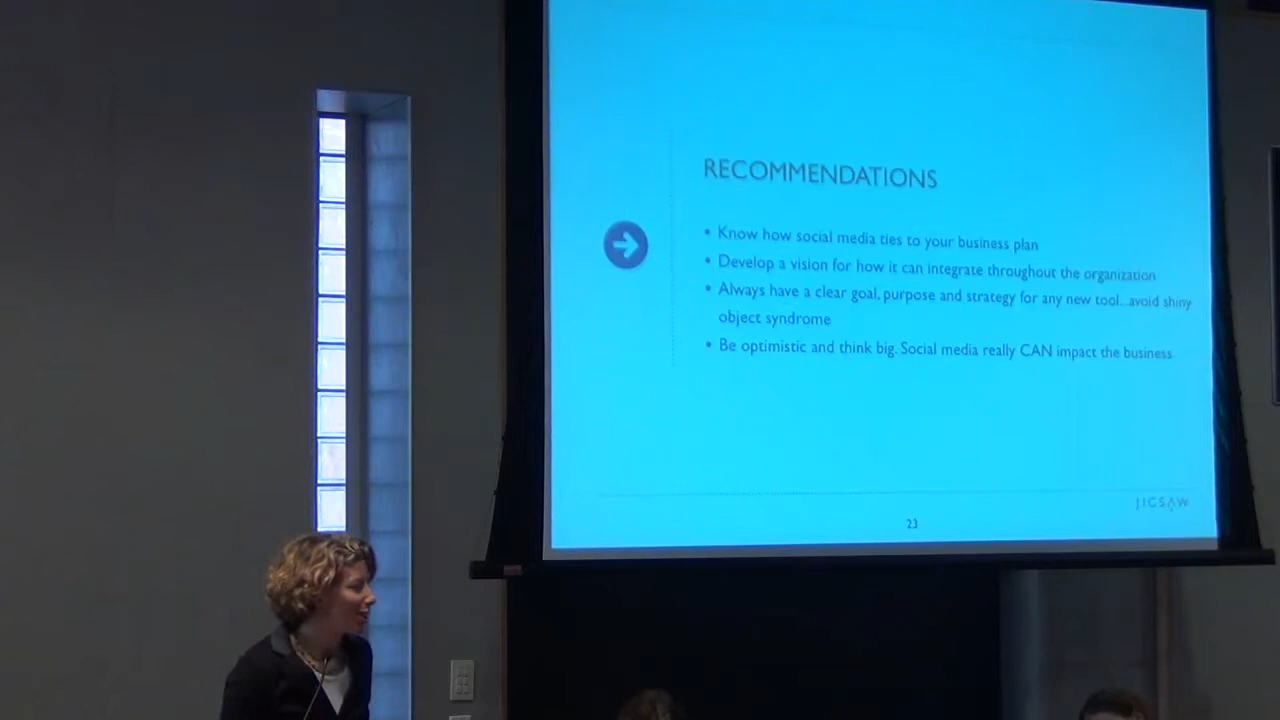 RECOMMENDATIONS
• Know how social media ties to your business plan
• Develop a vision for how it can integrate throughout the organization
• Always have a clear goal, purpose and strategy for any new tool...avoid shiny
object syndrome
• Be optimistic and think big. Social media really CAN impact the business
JIGSAW
23